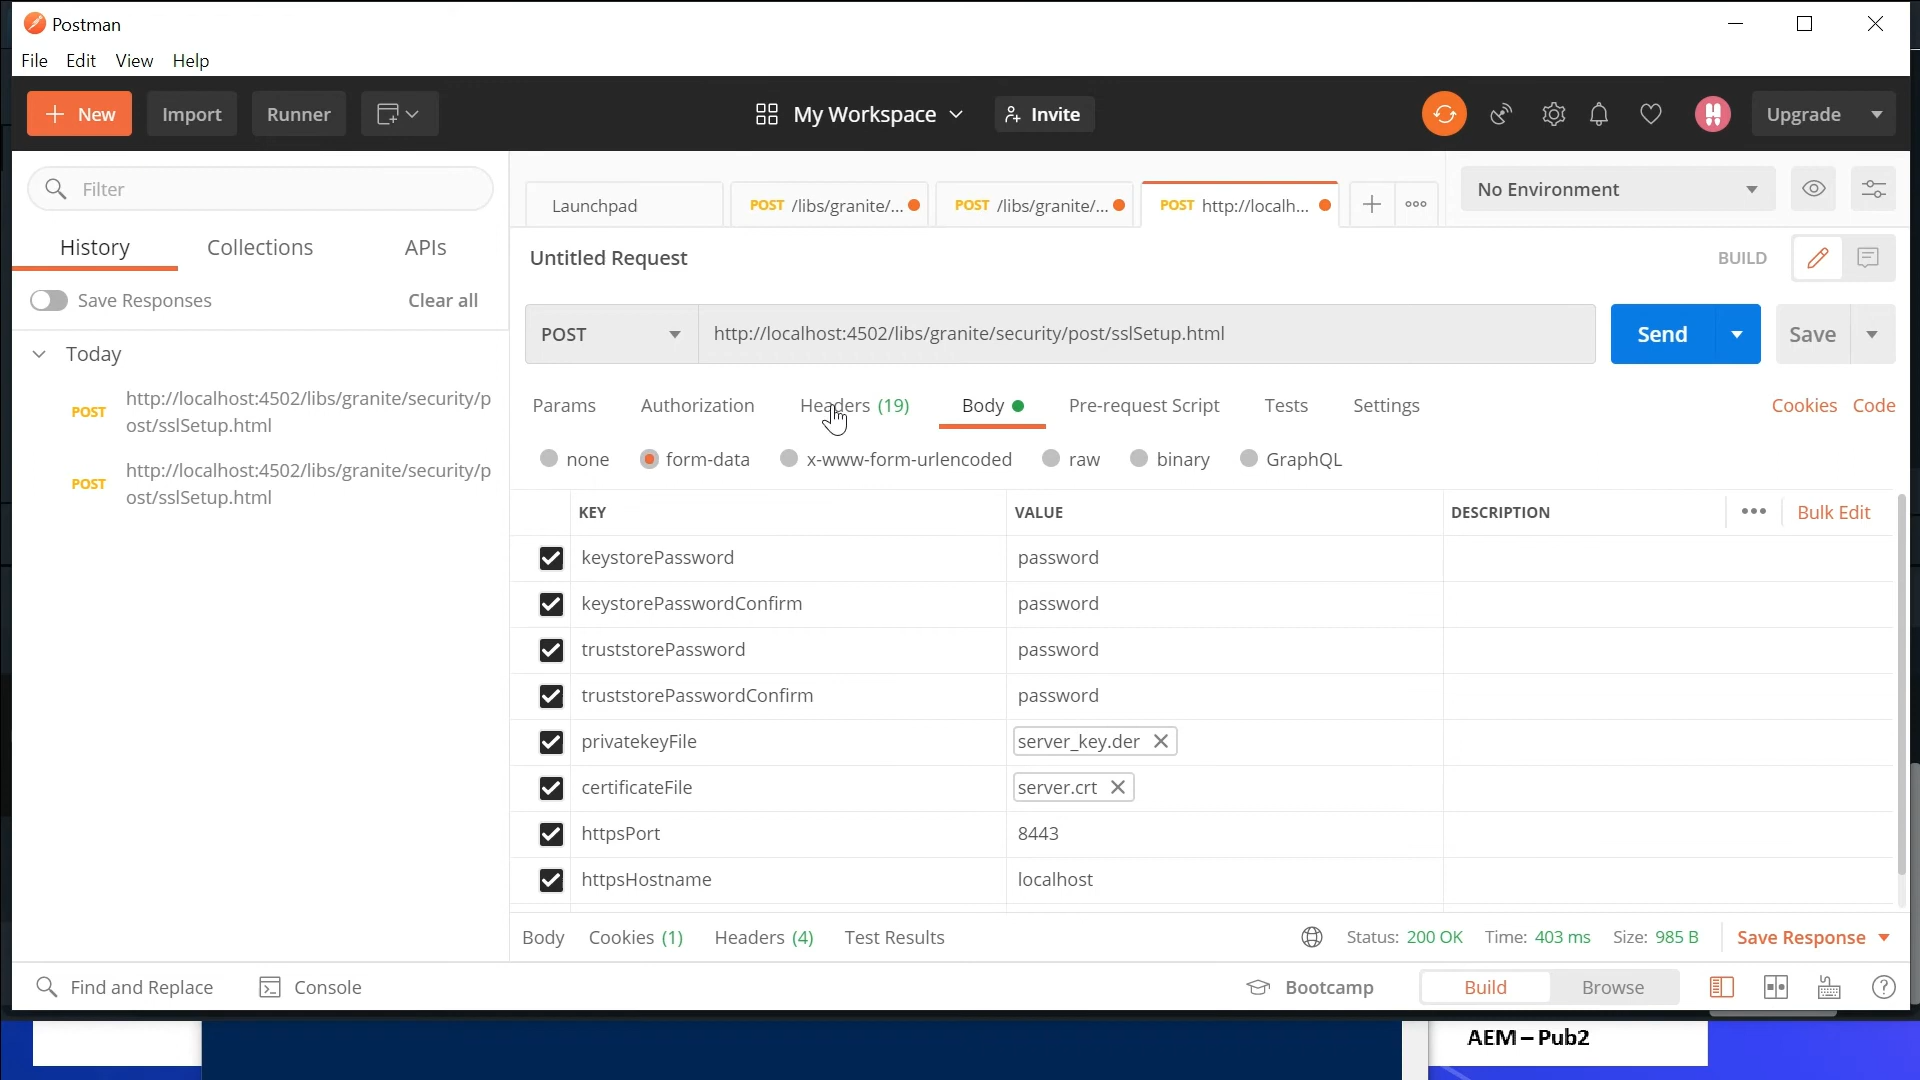 Postman
File Edit View Help
New Import Runner My Workspace Invite Upgrade
Filter
History Collections APIs
Save Responses Clear all
Today
POST http://localhost:4502/libs/granite/security/p
ost/sslSetup.html
POST http://localhost:4502/libs/granite/security/p
ost/sslSetup.html
Launchpad POST /libs/granite/... POST /libs/granite/... POST http://localh... No Environment
Untitled Request BUILD
POST http://localhost:4502/libs/granite/security/post/sslSetup.html Send Save
Params Authorization Headers (19) Body Pre-request Script Tests Settings Cookies Code
none form-data x-www-form-urlencoded raw binary GraphQL
KEY VALUE DESCRIPTION Bulk Edit
keystorePassword password
keystorePasswordConfirm password
truststorePassword password
truststorePasswordConfirm password
privatekeyFile server_key.der
certificateFile server.crt
httpsPort 8443
httpsHostname localhost
Body Cookies (1) Headers (4) Test Results Status: 200 OK Time: 403 ms Size: 985 B Save Response
Find and Replace Console Bootcamp Build Browse
AEM – Pub2